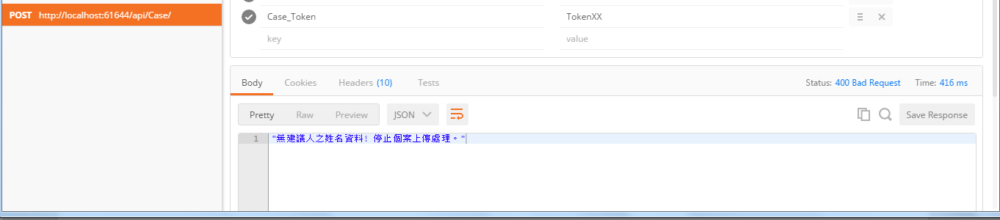 POST http://localhost:61644/api/Case/
Case_Token TokenXX
key value
Body Cookies Headers (10) Tests Status: 400 Bad Request Time: 416 ms
Pretty Raw Preview JSON Save Response
1 "無建議人之姓名資料! 停止個案上傳處理。"